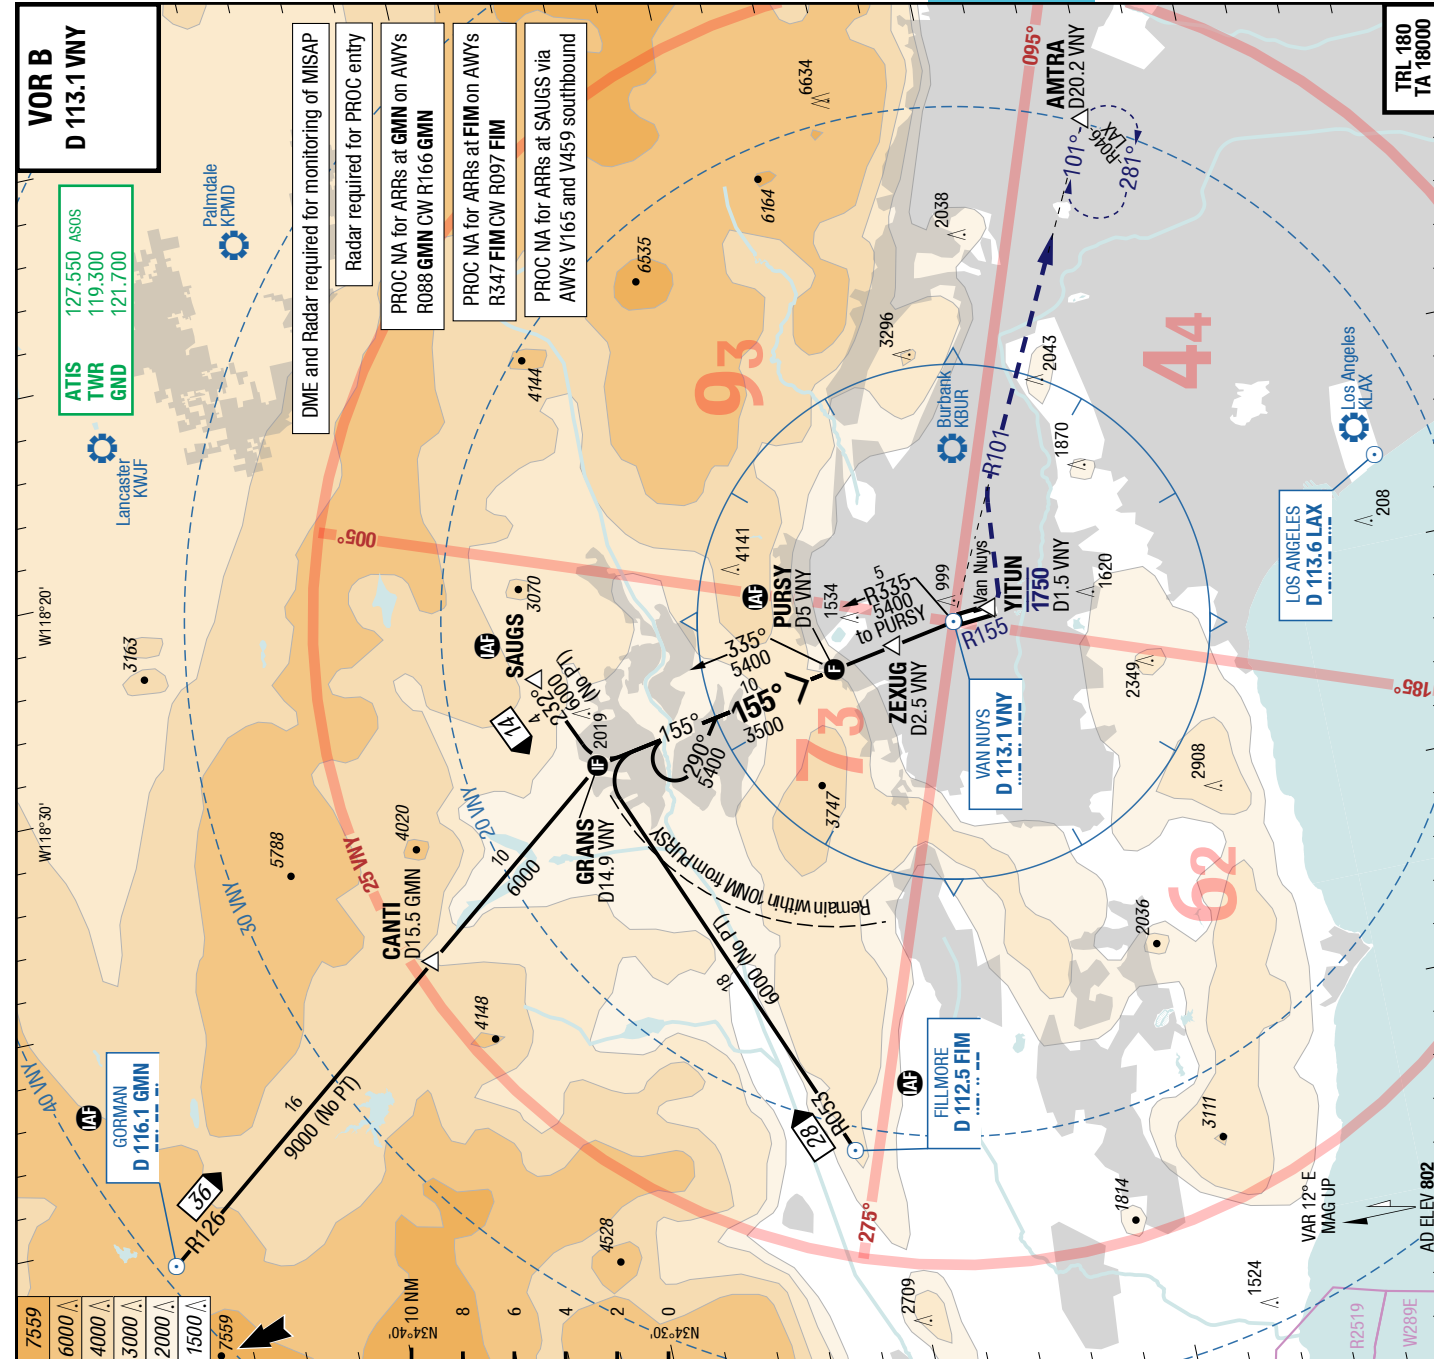 VOR B
D 113.1 VNY
ATIS 127.550 ASOS
TWR 119.300
GND 121.700
Palmdale
KPMD
Lancaster
KWJF
DME and Radar required for monitoring of MISAP
Radar required for PROC entry
PROC NA for ARRs at GMN on AWYs
R088 GMN CW R166 GMN
PROC NA for ARRs at FIM on AWYs
R347 FIM CW R097 FIM
PROC NA for ARRs at SAUGS via
AWYs V165 and V459 southbound
TRL 180
TA 18000
6634
6164
6535
4144
2038
3296
095°
AMTRA
D20.2 VNY
R046
LAX
101°
281°
93
44
2043
Burbank
KBUR
R101
1870
Los Angeles
KLAX
LOS ANGELES
D 113.6 LAX
208
W118°20'
3163
005°
3070
IAF
SAUGS
4141
IAF
PURSY
D5 VNY
1534
5
R335
5400
to PURSY
999
Van Nuys
YITUN
1750
D1.5 VNY
1620
R155
14
4
232°
6000
(No PT)
2019
335°
5400
10
155°
3500
155°
290°
5400
F
ZEXUG
D2.5 VNY
VAN NUYS
D 113.1 VNY
2349
185°
2908
73
3747
IF
GRANS
D14.9 VNY
20 VNY
W118°30'
5788
4020
25 VNY
30 VNY
CANTI
D15.5 GMN
10
6000
Remain within 10NM from PURSY
18
6000 (No PT)
62
2036
4148
40 VNY
IAF
GORMAN
D 116.1 GMN
16
9000 (No PT)
36
R126
28
R053
IAF
FILLMORE
D 112.5 FIM
3111
1814
275°
VAR 12° E
MAG UP
AD ELEV 802
4528
2709
1524
R2519
W289E
7559
6000
4000
3000
2000
1500
7559
N34°40'
10 NM
8
6
4
2
0
N34°30'